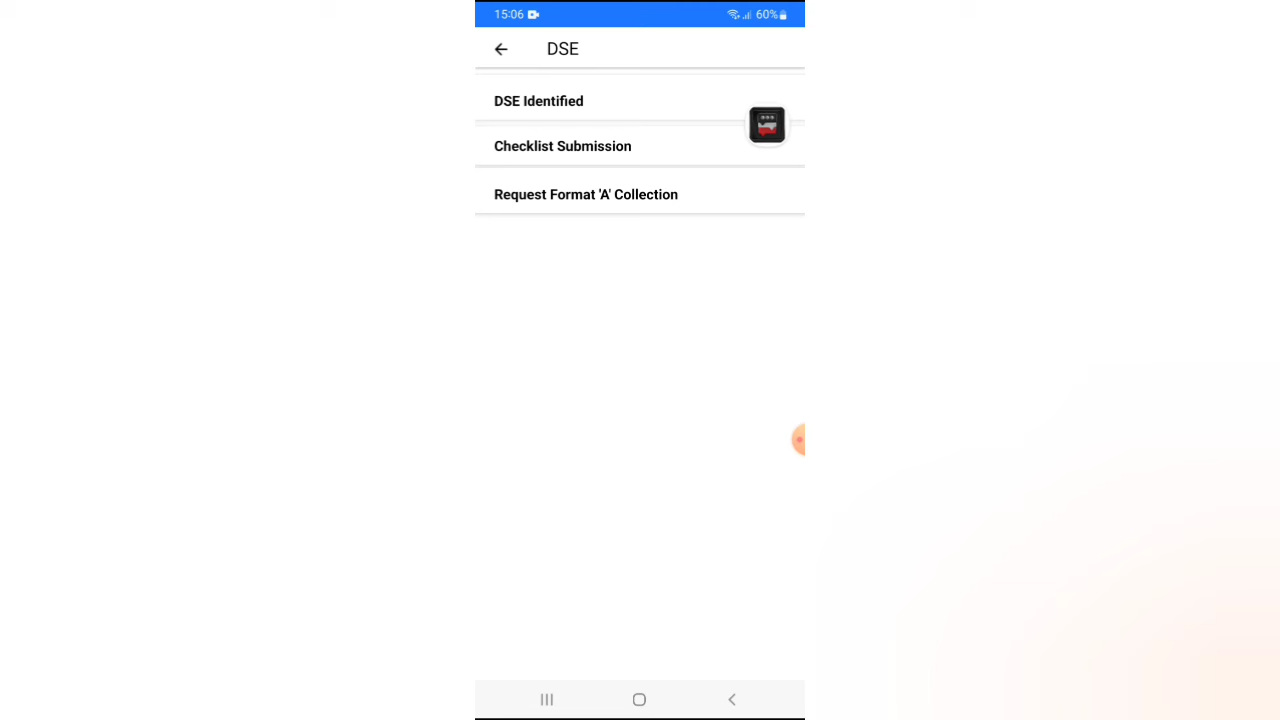 15:06 60%
DSE
DSE Identified
Checklist Submission
Request Format 'A' Collection